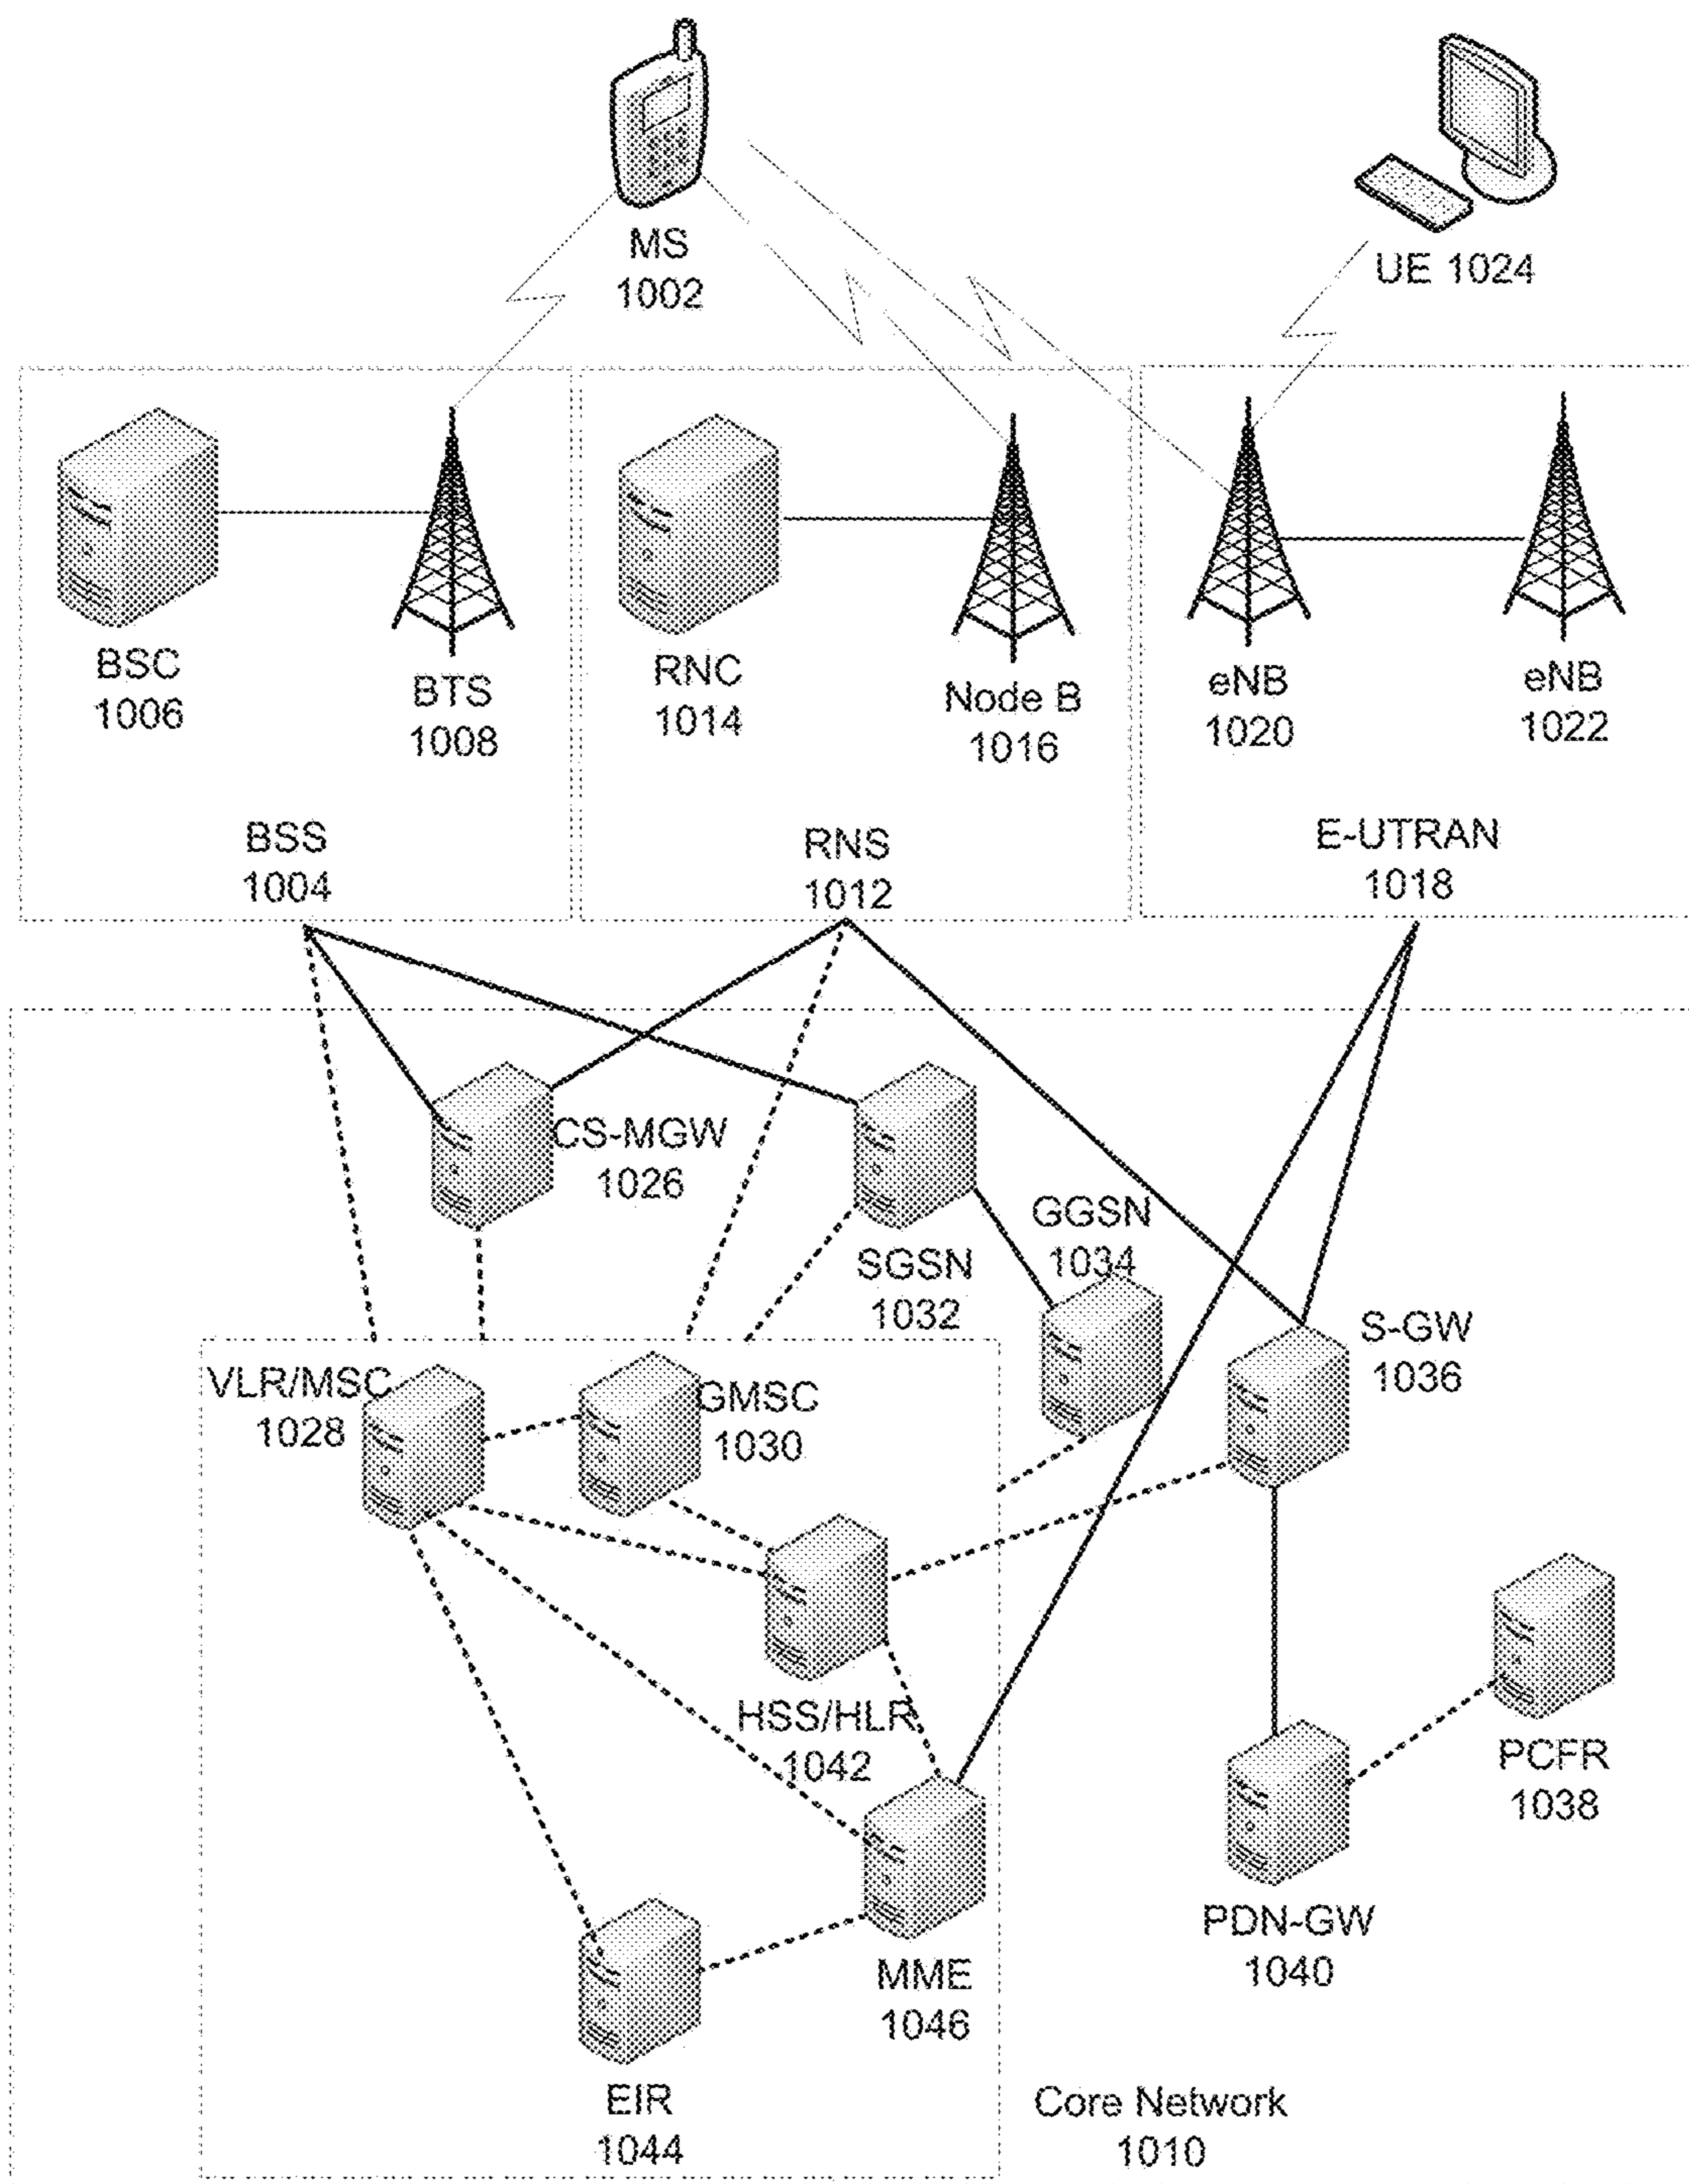 MS
1002
UE 1024
BSC
1006
BTS
1008
RNC
1014
Node B
1016
eNB
1020
eNB
1022
BSS
1004
RNS
1012
E-UTRAN
1018
CS-MGW
1026
SGSN
1032
GGSN
1034
S-GW
1036
VLR/MSC
1028
GMSC
1030
HSS/HLR
1042
PCFR
1038
PDN-GW
1040
MME
1046
EIR
1044
Core Network
1010